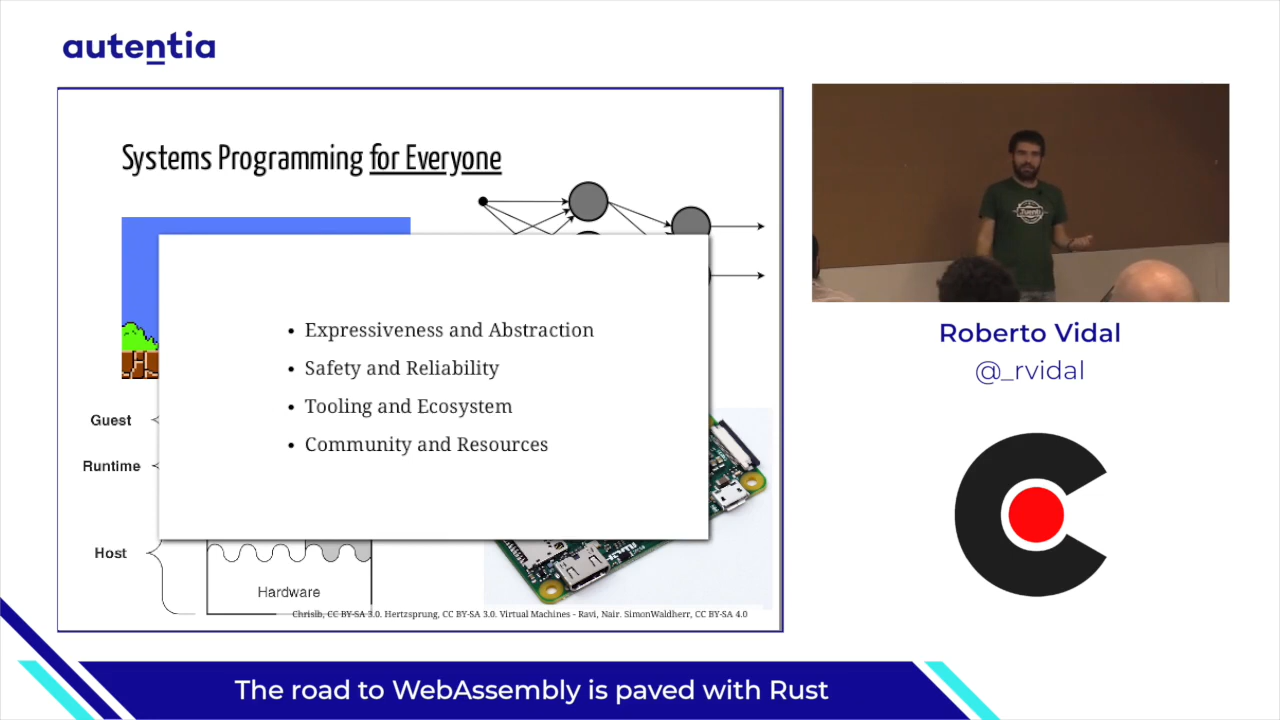 autentia
Systems Programming for Everyone
Expressiveness and Abstraction
Safety and Reliability
Tooling and Ecosystem
Community and Resources
Guest
Runtime
Host
Hardware
Chrislb, CC BY-SA 3.0. Hertzsprung, CC BY-SA 3.0. Virtual Machines - Ravi, Nair. SimonWaldherr, CC BY-SA 4.0
Roberto Vidal
@_rvidal
The road to WebAssembly is paved with Rust